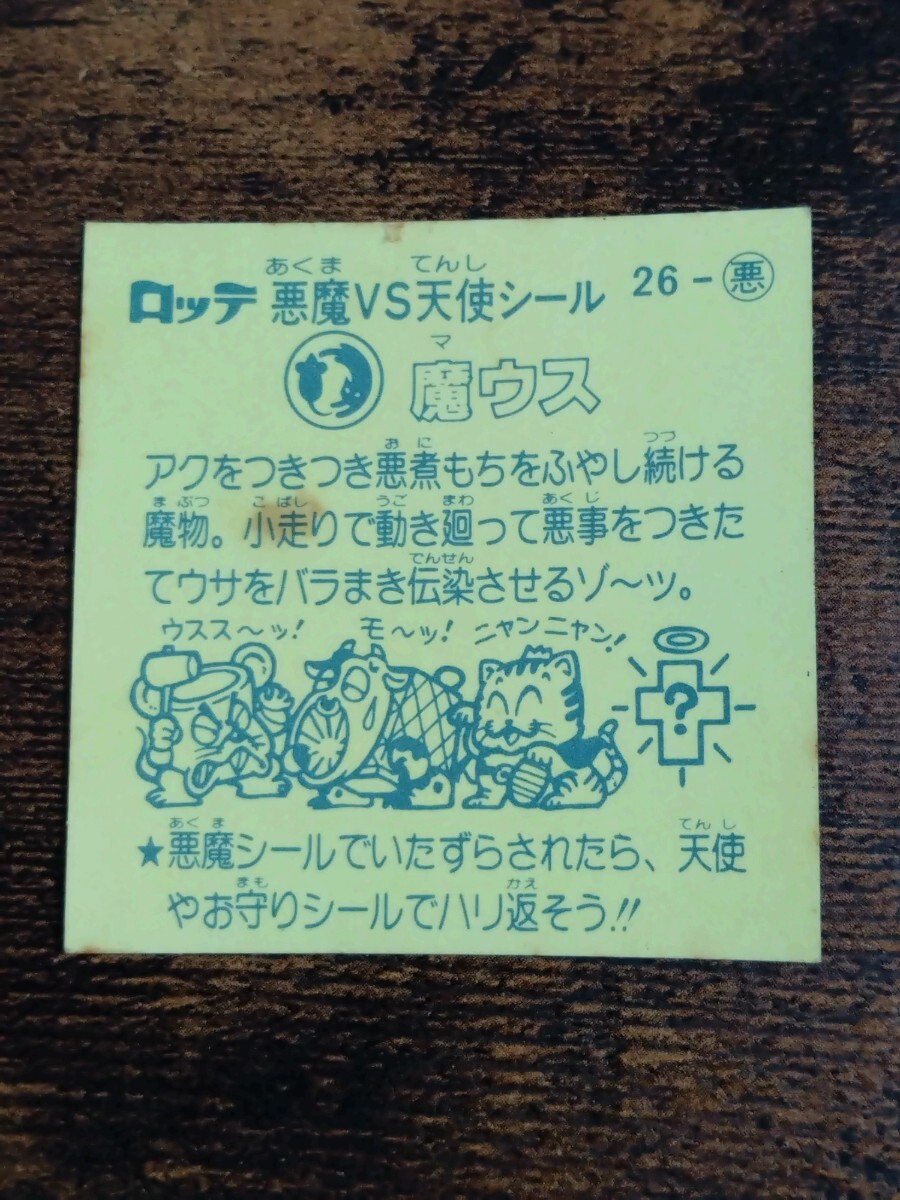 ロッテ 悪魔VS天使シール 26-悪
魔ウス
アクをつきつき悪煮もちをふやし続ける
魔物。小走りで動き廻って悪事をつきた
てウサをバラまき伝染させるゾ〜ッ。
ウスス〜ッ! モ〜ッ! ニャンニャン!
?
★悪魔シールでいたずらされたら、天使
やお守りシールでハリ返そう!!